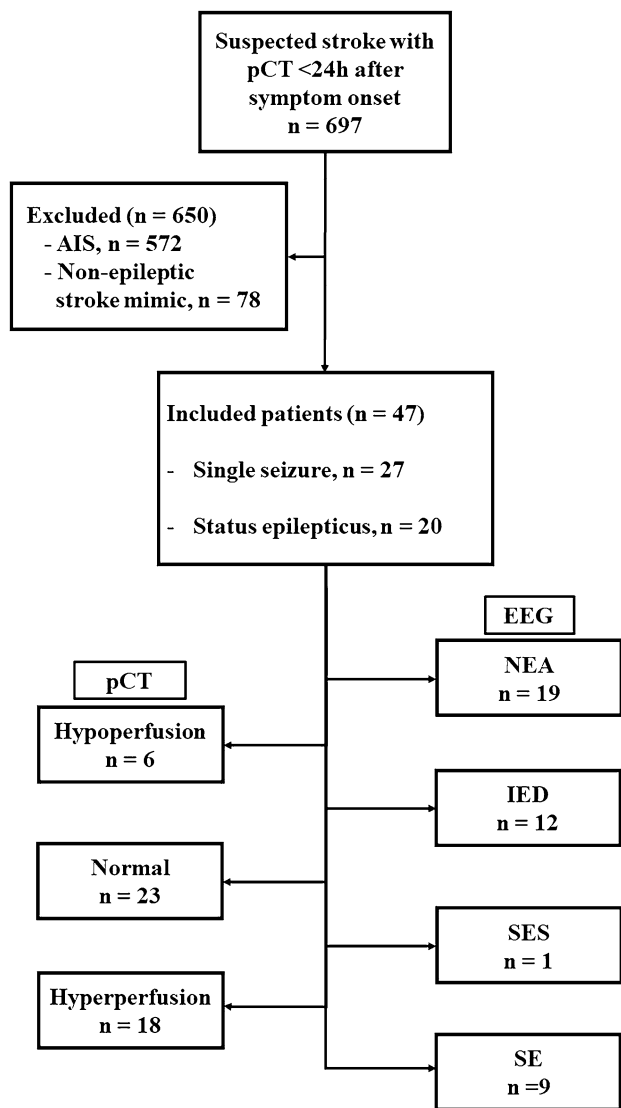 Suspected stroke with
pCT <24h after
symptom onset
n = 697
Excluded (n = 650)
- AIS, n = 572
- Non-epileptic
stroke mimic, n = 78
Included patients (n = 47)
- Single seizure, n = 27
- Status epilepticus, n = 20
pCT
Hypoperfusion
n = 6
Normal
n = 23
Hyperperfusion
n = 18
EEG
NEA
n = 19
IED
n = 12
SES
n = 1
SE
n =9